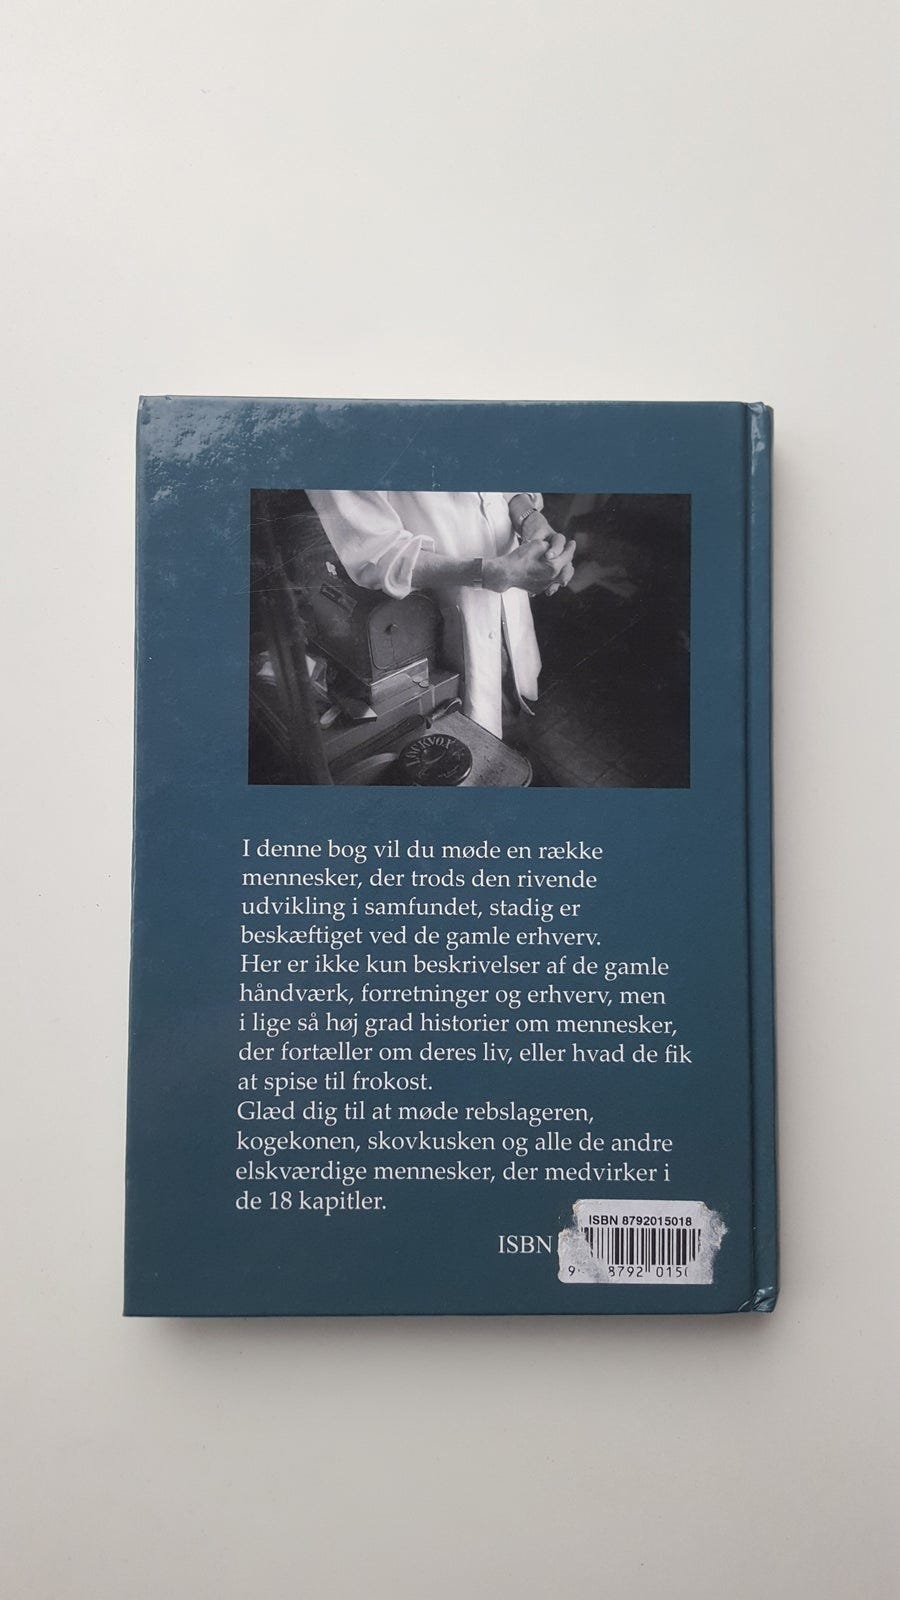 LOCKVOX
I denne bog vil du møde en række
mennesker, der trods den rivende
udvikling i samfundet, stadig er
beskæftiget ved de gamle erhverv.
Her er ikke kun beskrivelser af de gamle
håndværk, forretninger og erhverv, men
i lige så høj grad historier om mennesker,
der fortæller om deres liv, eller hvad de fik
at spise til frokost.
Glæd dig til at møde rebslageren,
kogekonen, skovkusken og alle de andre
elskværdige mennesker, der medvirker i
de 18 kapitler.
ISBN 8792015018
ISBN
9 8792 015